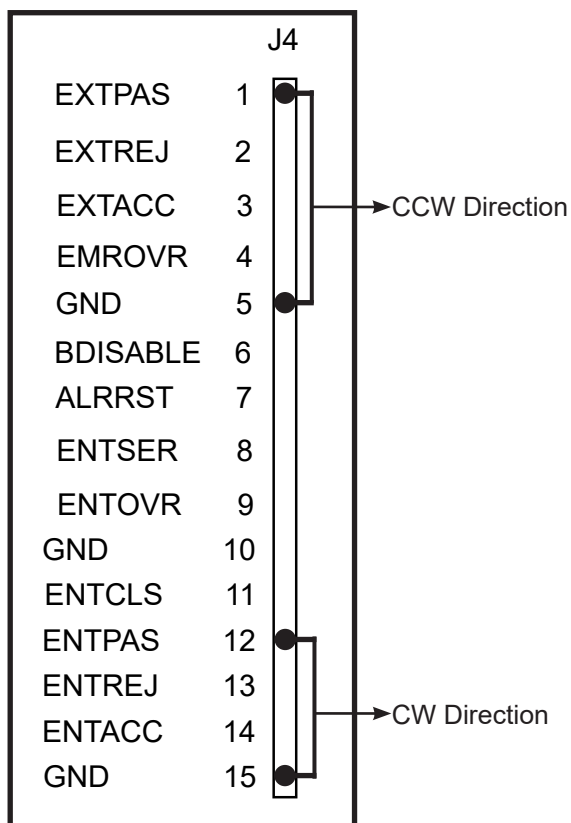 J4
EXTPAS 1
EXTREJ 2
EXTACC 3
CCW Direction
EMROVR 4
GND 5
BDISABLE 6
ALRRST 7
ENTSER 8
ENTOVR 9
GND 10
ENTCLS 11
ENTPAS 12
ENTREJ 13
CW Direction
ENTACC 14
GND 15